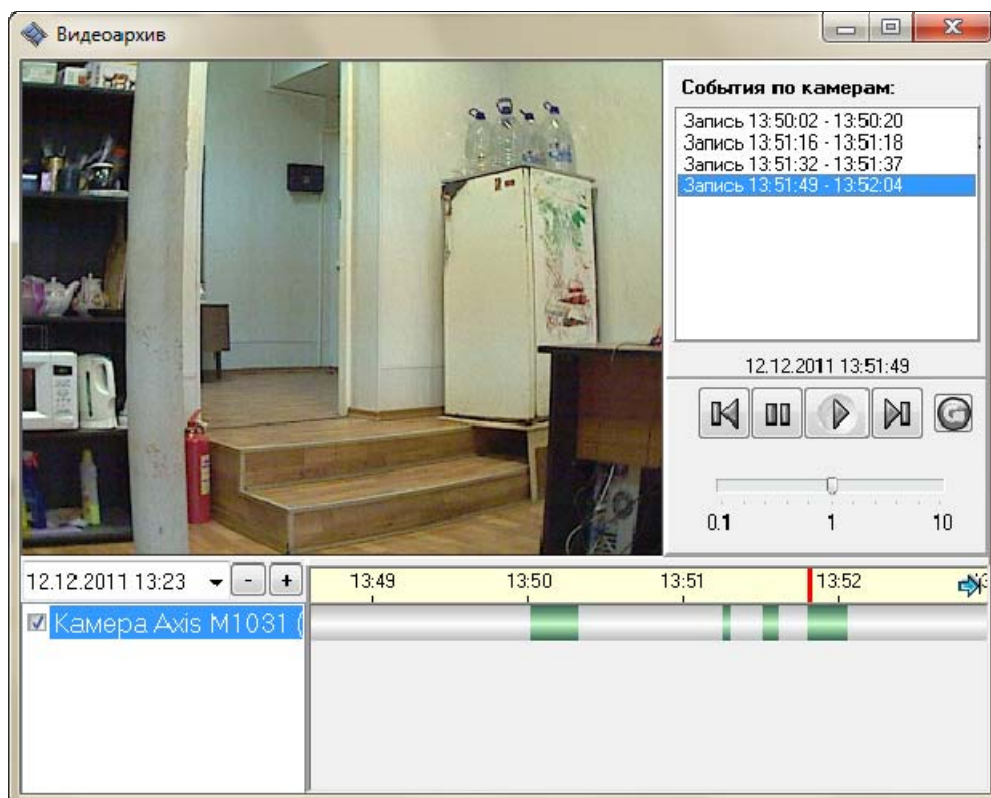 Видеоархив
События по камерам:
Запись 13:50:02 - 13:50:20
Запись 13:51:16 - 13:51:18
Запись 13:51:32 - 13:51:37
Запись 13:51:49 - 13:52:04
12.12.2011 13:51:49
0.1 1 10
12.12.2011 13:23 - +
13:49 13:50 13:51 13:52
Камера Axis M1031 (